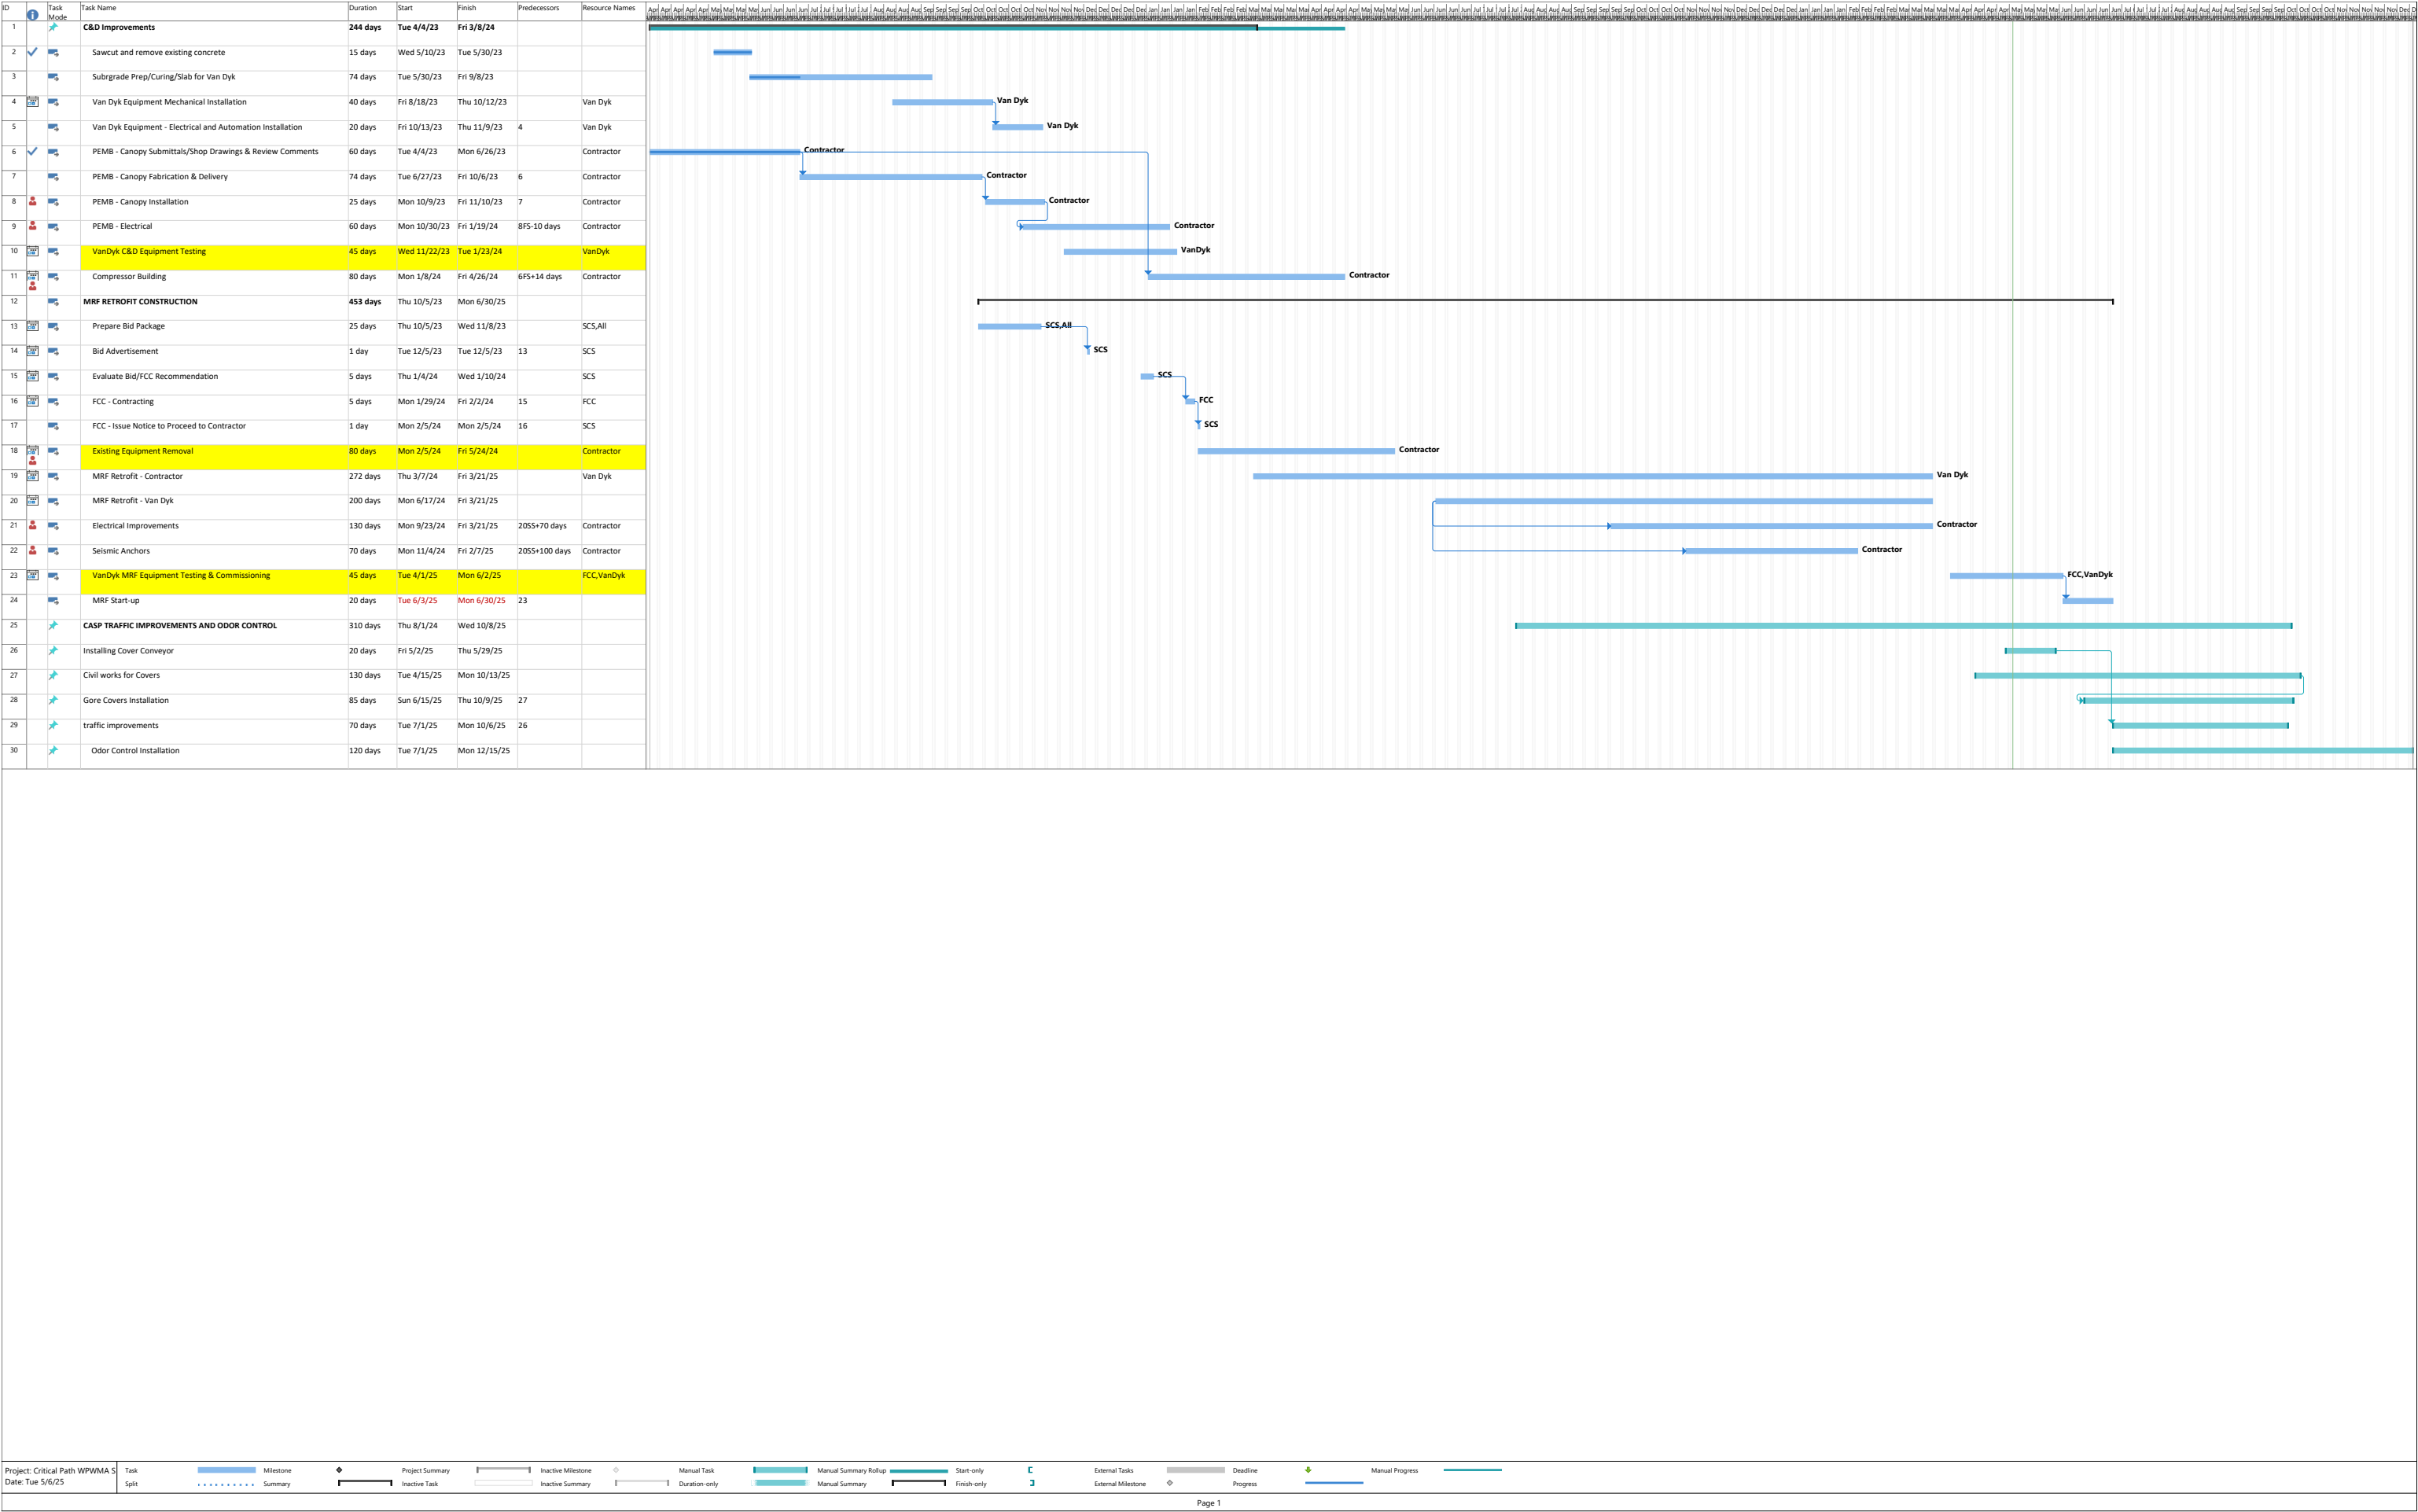 ID Task Mode Task Name Duration Start Finish Predecessors Resource Names
1 C&D Improvements 244 days Tue 4/4/23 Fri 3/8/24
2 Sawcut and remove existing concrete 15 days Wed 5/10/23 Tue 5/30/23
3 Subrgrade Prep/Curing/Slab for Van Dyk 74 days Tue 5/30/23 Fri 9/8/23
4 Van Dyk Equipment Mechanical Installation 40 days Fri 8/18/23 Thu 10/12/23 Van Dyk Van Dyk
5 Van Dyk Equipment - Electrical and Automation Installation 20 days Fri 10/13/23 Thu 11/9/23 4 Van Dyk Van Dyk
6 PEMB - Canopy Submittals/Shop Drawings & Review Comments 60 days Tue 4/4/23 Mon 6/26/23 Contractor Contractor
7 PEMB - Canopy Fabrication & Delivery 74 days Tue 6/27/23 Fri 10/6/23 6 Contractor Contractor
8 PEMB - Canopy Installation 25 days Mon 10/9/23 Fri 11/10/23 7 Contractor Contractor
9 PEMB - Electrical 60 days Mon 10/30/23 Fri 1/19/24 8FS-10 days Contractor Contractor
10 VanDyk C&D Equipment Testing 45 days Wed 11/22/23 Tue 1/23/24 VanDyk VanDyk
11 Compressor Building 80 days Mon 1/8/24 Fri 4/26/24 6FS+14 days Contractor Contractor
12 MRF RETROFIT CONSTRUCTION 453 days Thu 10/5/23 Mon 6/30/25
13 Prepare Bid Package 25 days Thu 10/5/23 Wed 11/8/23 SCS,All SCS,All
14 Bid Advertisement 1 day Tue 12/5/23 Tue 12/5/23 13 SCS SCS
15 Evaluate Bid/FCC Recommendation 5 days Thu 1/4/24 Wed 1/10/24 SCS SCS
16 FCC - Contracting 5 days Mon 1/29/24 Fri 2/2/24 15 FCC FCC
17 FCC - Issue Notice to Proceed to Contractor 1 day Mon 2/5/24 Mon 2/5/24 16 SCS SCS
18 Existing Equipment Removal 80 days Mon 2/5/24 Fri 5/24/24 Contractor Contractor
19 MRF Retrofit - Contractor 272 days Thu 3/7/24 Fri 3/21/25 Van Dyk Van Dyk
20 MRF Retrofit - Van Dyk 200 days Mon 6/17/24 Fri 3/21/25
21 Electrical Improvements 130 days Mon 9/23/24 Fri 3/21/25 20SS+70 days Contractor Contractor
22 Seismic Anchors 70 days Mon 11/4/24 Fri 2/7/25 20SS+100 days Contractor Contractor
23 VanDyk MRF Equipment Testing & Commissioning 45 days Tue 4/1/25 Mon 6/2/25 FCC,VanDyk FCC,VanDyk
24 MRF Start-up 20 days Tue 6/3/25 Mon 6/30/25 23
25 CASP TRAFFIC IMPROVEMENTS AND ODOR CONTROL 310 days Thu 8/1/24 Wed 10/8/25
26 Installing Cover Conveyor 20 days Fri 5/2/25 Thu 5/29/25
27 Civil works for Covers 130 days Tue 4/15/25 Mon 10/13/25
28 Gore Covers Installation 85 days Sun 6/15/25 Thu 10/9/25 27
29 traffic improvements 70 days Tue 7/1/25 Mon 10/6/25 26
30 Odor Control Installation 120 days Tue 7/1/25 Mon 12/15/25
Project: Critical Path WPWMA S
Date: Tue 5/6/25
Task Milestone Project Summary Inactive Milestone Manual Task Manual Summary Rollup Start-only External Tasks Deadline Manual Progress
Split Summary Inactive Task Inactive Summary Duration-only Manual Summary Finish-only External Milestone Progress
Page 1